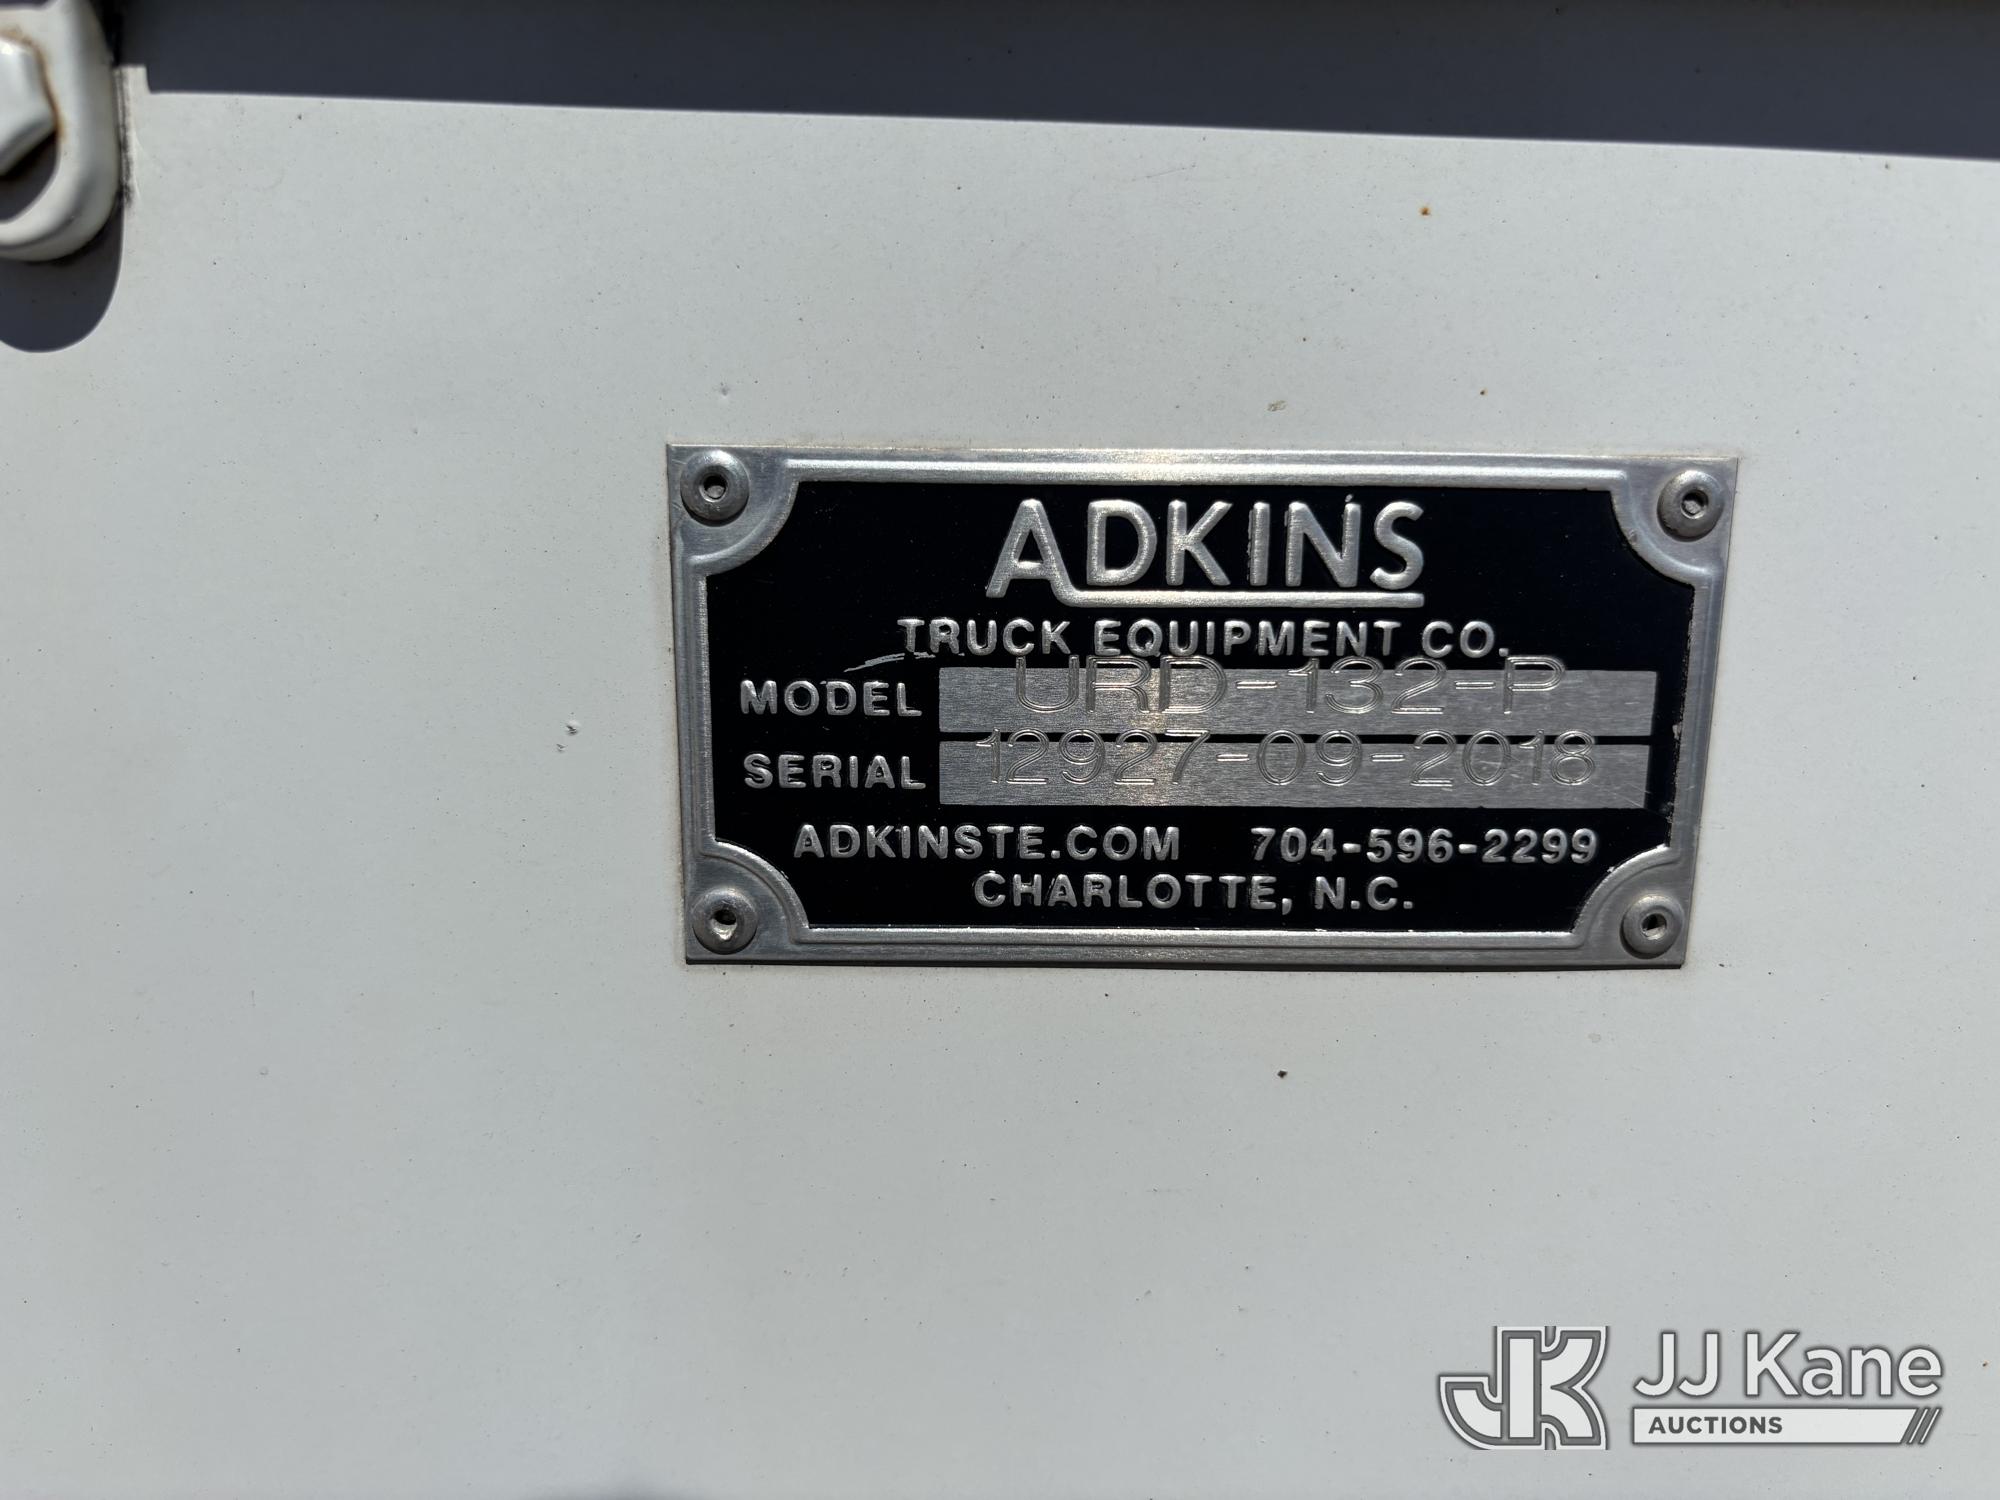 ADKINS
TRUCK EQUIPMENT CO.
MODEL URD-132-P
SERIAL 12927-09-2018
ADKINSTE.COM 704-596-2299
CHARLOTTE, N.C.
JK JJ Kane
AUCTIONS